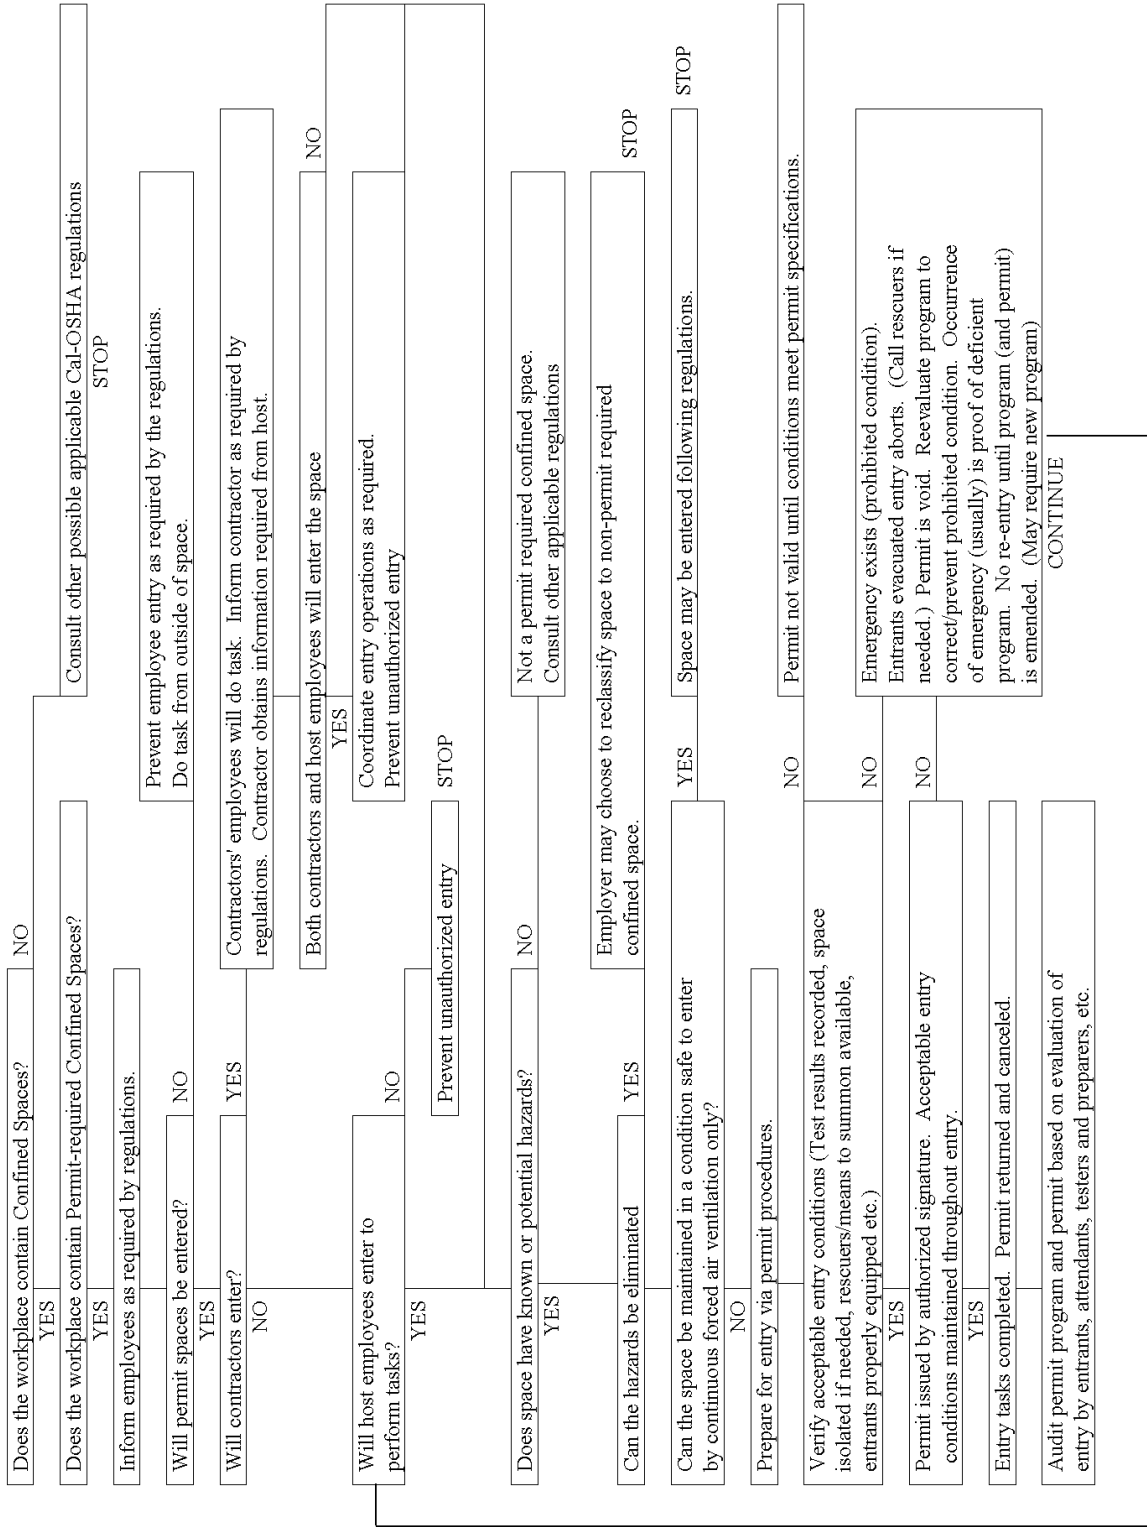 Does the workplace contain Confined Spaces?
NO
YES
Consult other possible applicable Cal-OSHA regulations
STOP
Does the workplace contain Permit-required Confined Spaces?
YES
Inform employees as required by regulations.
Prevent employee entry as required by the regulations.
Do task from outside of space.
Will permit spaces be entered?
NO
YES
Will contractors enter?
YES
NO
Contractors' employees will do task. Inform contractor as required by
regulations. Contractor obtains information required from host.
Both contractors and host employees will enter the space
NO
YES
Coordinate entry operations as required.
Prevent unauthorized entry
Will host employees enter to
perform tasks?
NO
YES
Prevent unauthorized entry
STOP
Does space have known or potential hazards?
NO
YES
Not a permit required confined space.
Consult other applicable regulations
Employer may choose to reclassify space to non-permit required
confined space.
STOP
Can the hazards be eliminated
YES
Can the space be maintained in a condition safe to enter
by continuous forced air ventilation only?
YES
NO
Space may be entered following regulations.
STOP
Prepare for entry via permit procedures.
Verify acceptable entry conditions (Test results recorded, space
isolated if needed, rescuers/means to summon available,
entrants properly equipped etc.)
NO
YES
Permit not valid until conditions meet permit specifications.
NO
Permit issued by authorized signature. Acceptable entry
conditions maintained throughout entry.
NO
YES
Emergency exists (prohibited condition).
Entrants evacuated entry aborts. (Call rescuers if
needed.) Permit is void. Reevaluate program to
correct/prevent prohibited condition. Occurrence
of emergency (usually) is proof of deficient
program. No re-entry until program (and permit)
is emended. (May require new program)
CONTINUE
Entry tasks completed. Permit returned and canceled.
Audit permit program and permit based on evaluation of
entry by entrants, attendants, testers and preparers, etc.